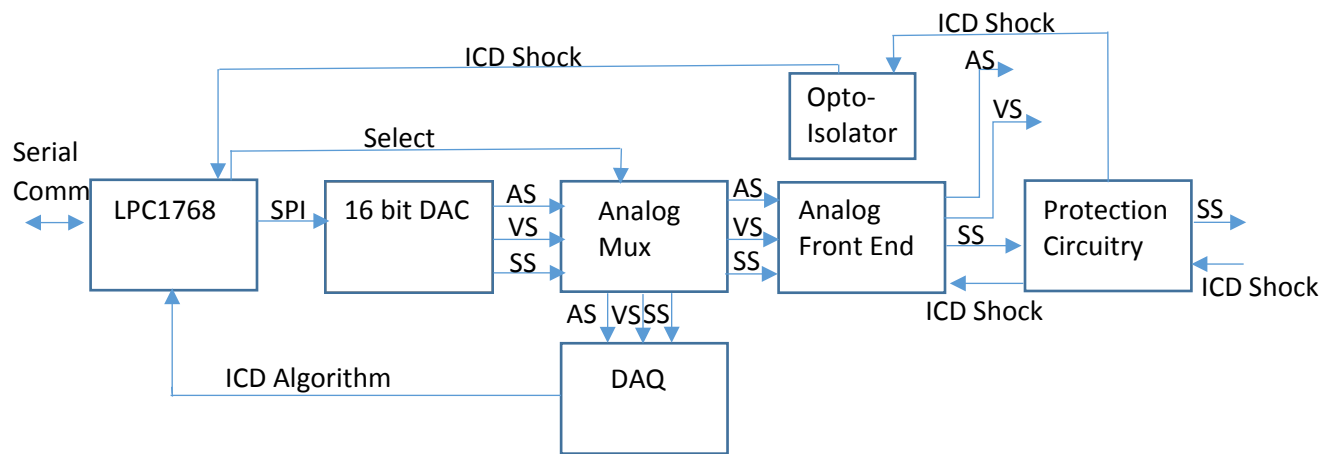 ICD Shock
ICD Shock
AS
Opto-
Isolator
VS
Select
Serial
Comm
LPC1768
SPI
16 bit DAC
AS
VS
SS
Analog
Mux
AS
VS
SS
Analog
Front End
SS
Protection
Circuitry
SS
ICD Shock
ICD Shock
AS
VS
SS
ICD Algorithm
DAQ